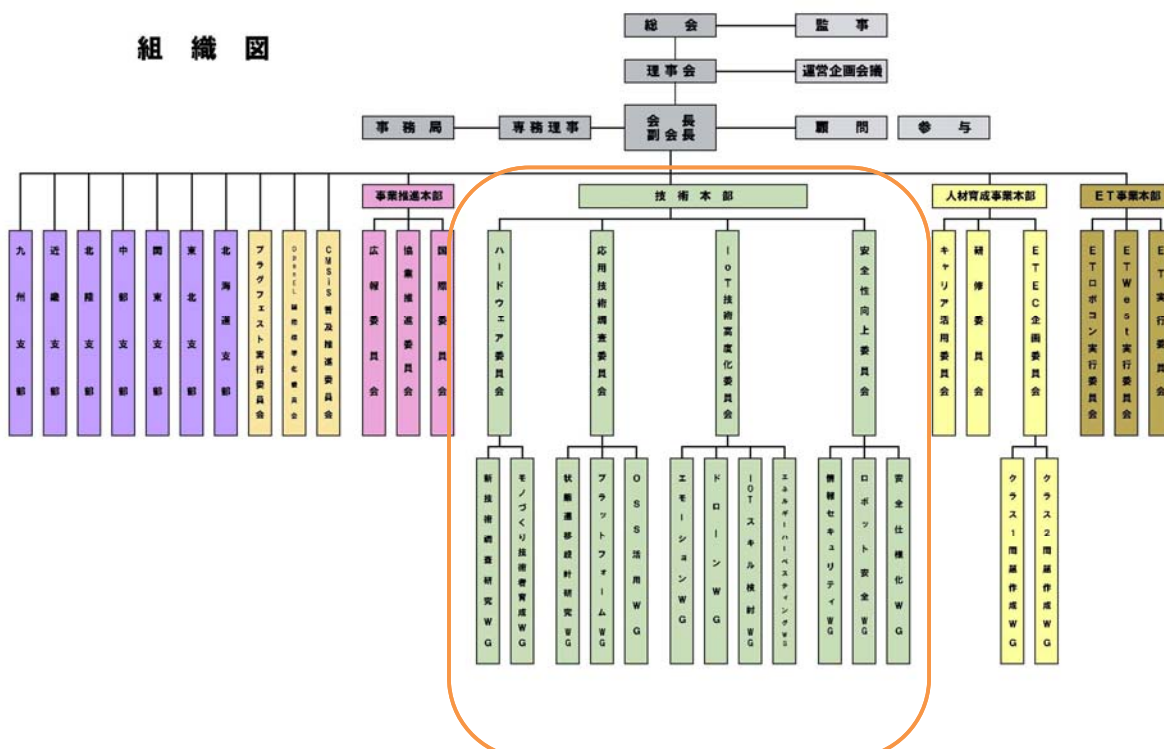 組織図
総会
監事
理事会
運営企画会議
事務局
専務理事
会長
副会長
顧問
参与
事業推進本部
技術本部
人材育成事業本部
ET事業本部
九州支部
近畿支部
北陸支部
中部支部
関東支部
東北支部
北海道支部
プラグフェスト実行委員会
CMSiS普及推進委員会
広報委員会
協業推進委員会
国際委員会
ハードウェア委員会
応用技術調査委員会
IoT技術高度化委員会
安全性向上委員会
キャリア活用委員会
研修委員会
ETEC企画委員会
ETロボコン実行委員会
ETWest実行委員会
ET実行委員会
新技術調査研究WG
モノづくり技術者育成WG
状態遷移設計研究WG
プラットフォームWG
OSS活用WG
エモーションWG
ドローンWG
IOTスキル検討WG
エネルギーハーベスティングWG
情報セキュリティWG
ロボット安全WG
安全仕様化WG
クラス1問題作成WG
クラス2問題作成WG